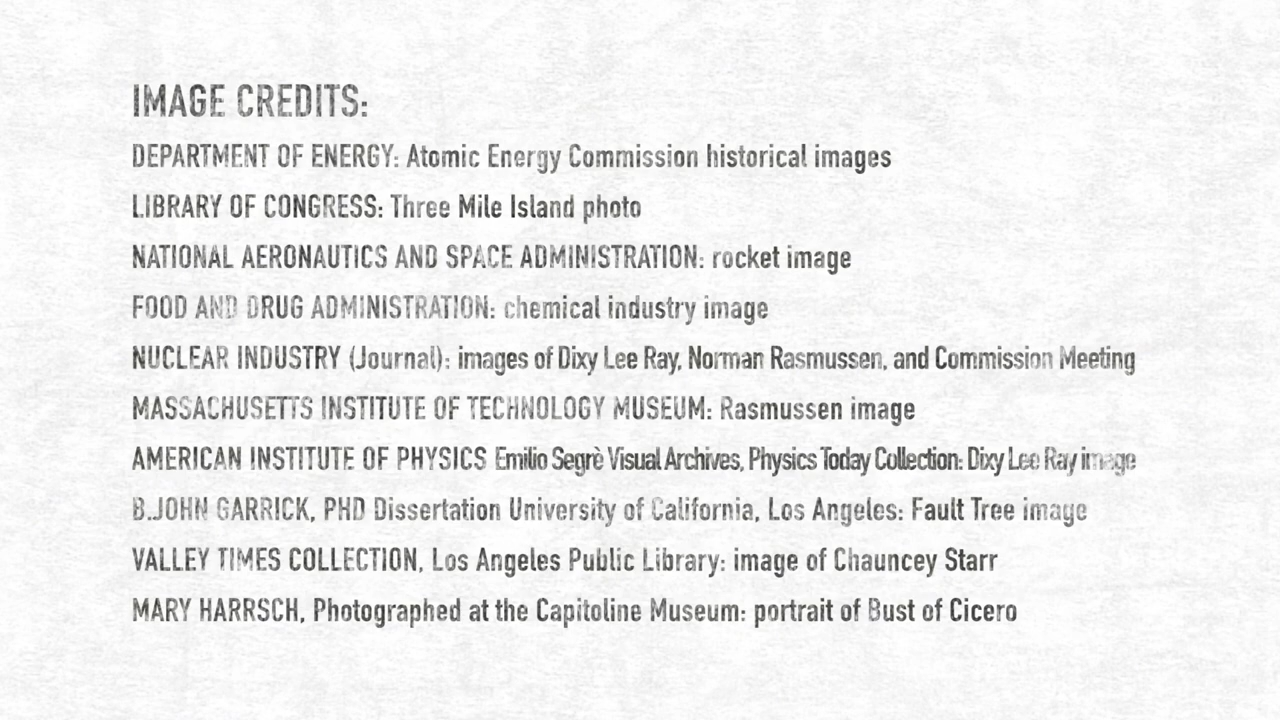 IMAGE CREDITS:
DEPARTMENT OF ENERGY: Atomic Energy Commission historical images
LIBRARY OF CONGRESS: Three Mile Island photo
NATIONAL AERONAUTICS AND SPACE ADMINISTRATION: rocket image
FOOD AND DRUG ADMINISTRATION: chemical industry image
NUCLEAR INDUSTRY (Journal): images of Dixy Lee Ray, Norman Rasmussen, and Commission Meeting
MASSACHUSETTS INSTITUTE OF TECHNOLOGY MUSEUM: Rasmussen image
AMERICAN INSTITUTE OF PHYSICS Emilio Segrè Visual Archives, Physics Today Collection: Dixy Lee Ray image
B.JOHN GARRICK, PHD Dissertation University of California, Los Angeles: Fault Tree image
VALLEY TIMES COLLECTION, Los Angeles Public Library: image of Chauncey Starr
MARY HARRSCH, Photographed at the Capitoline Museum: portrait of Bust of Cicero